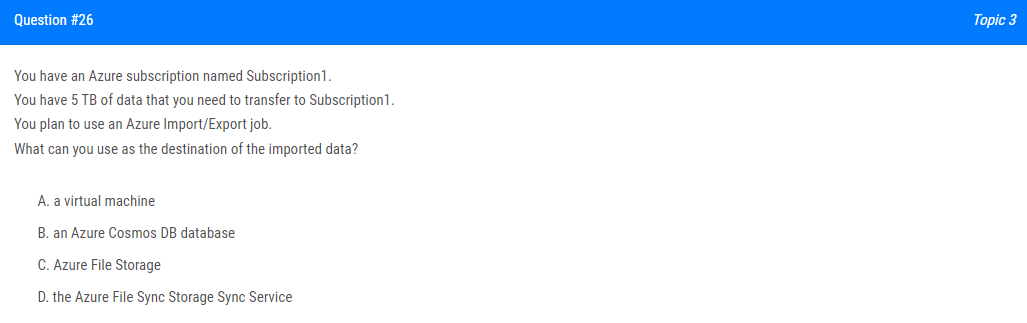 Question #26
Topic 3
You have an Azure subscription named Subscription1.
You have 5 TB of data that you need to transfer to Subscription1.
You plan to use an Azure Import/Export job.
What can you use as the destination of the imported data?
A. a virtual machine
B. an Azure Cosmos DB database
C. Azure File Storage
D. the Azure File Sync Storage Sync Service